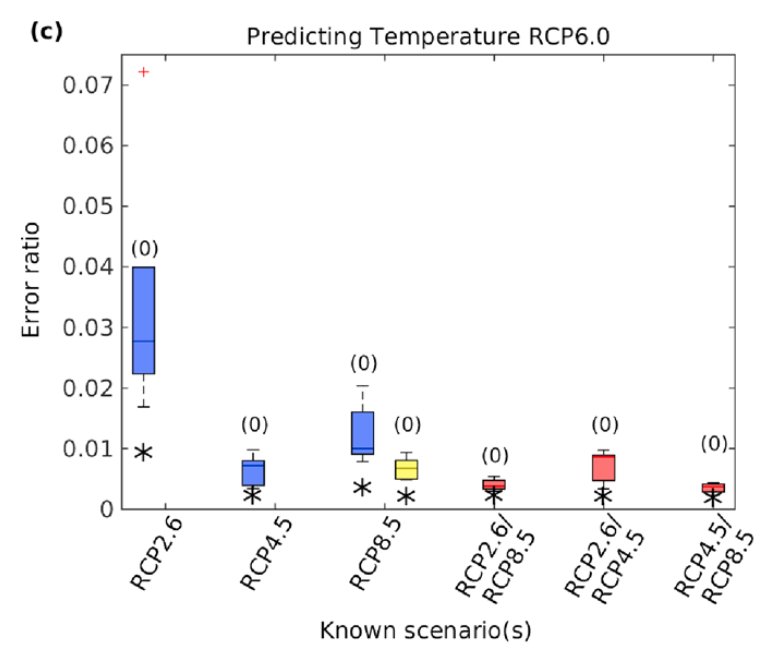 (c)
Predicting Temperature RCP6.0
0.07
0.06
0.05
0.04
0.03
0.02
0.01
0
Error ratio
(0)
(0)
(0)
(0)
(0)
(0)
(0)
RCP2.6
RCP4.5
RCP8.5
RCP2.6/
RCP8.5
RCP2.6/
RCP4.5
RCP4.5/
RCP8.5
Known scenario(s)